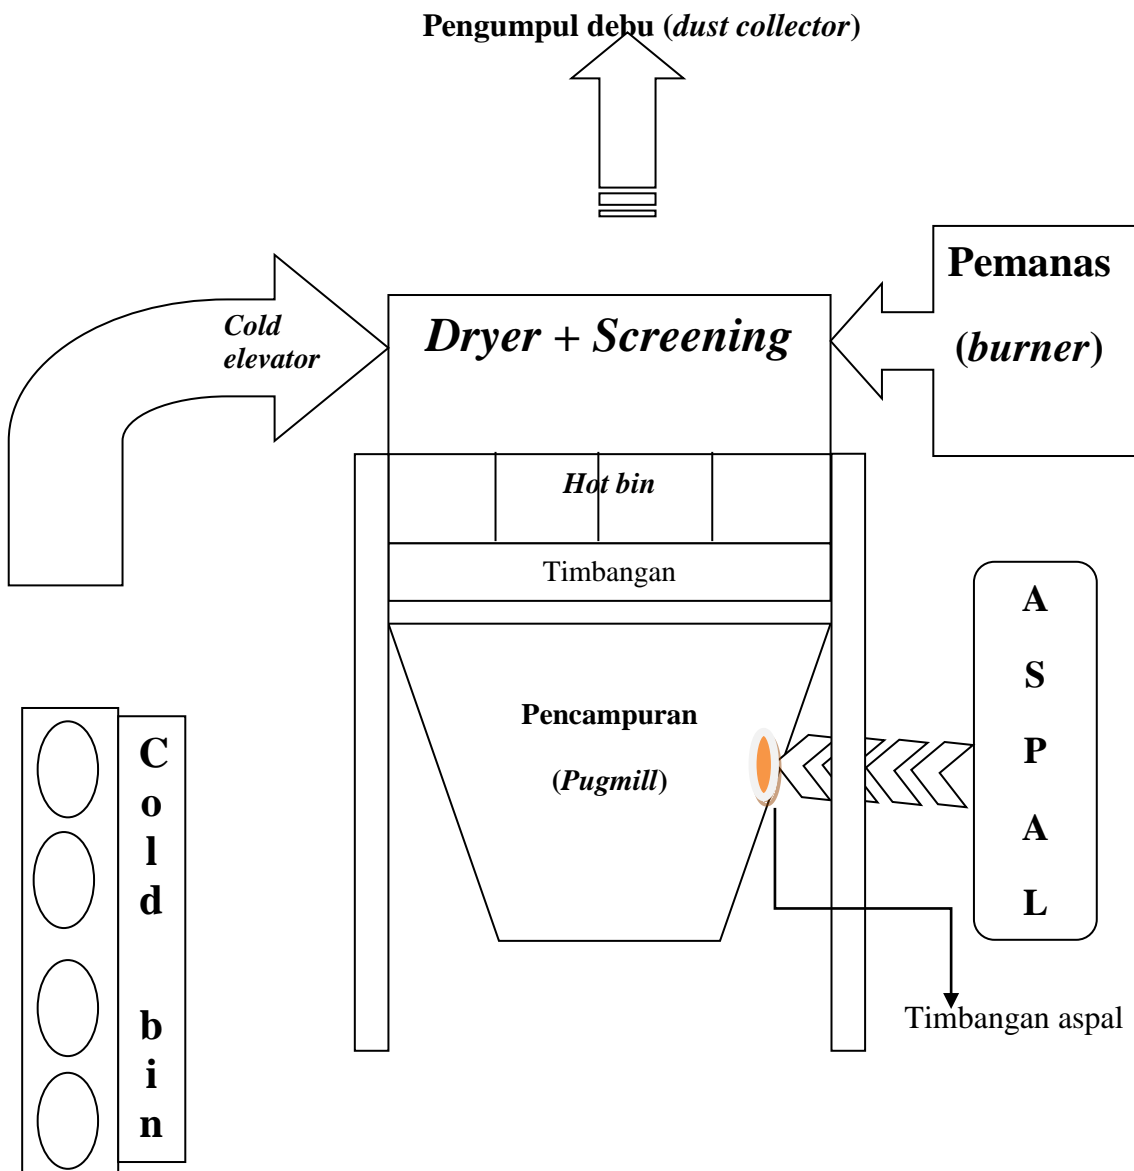 Pengumpul debu (dust collector)
Pemanas
(burner)
Cold
elevator
Dryer + Screening
Hot bin
Timbangan
Pencampuran
(Pugmill)
A
S
P
A
L
C
o
l
d
b
i
n
Timbangan aspal